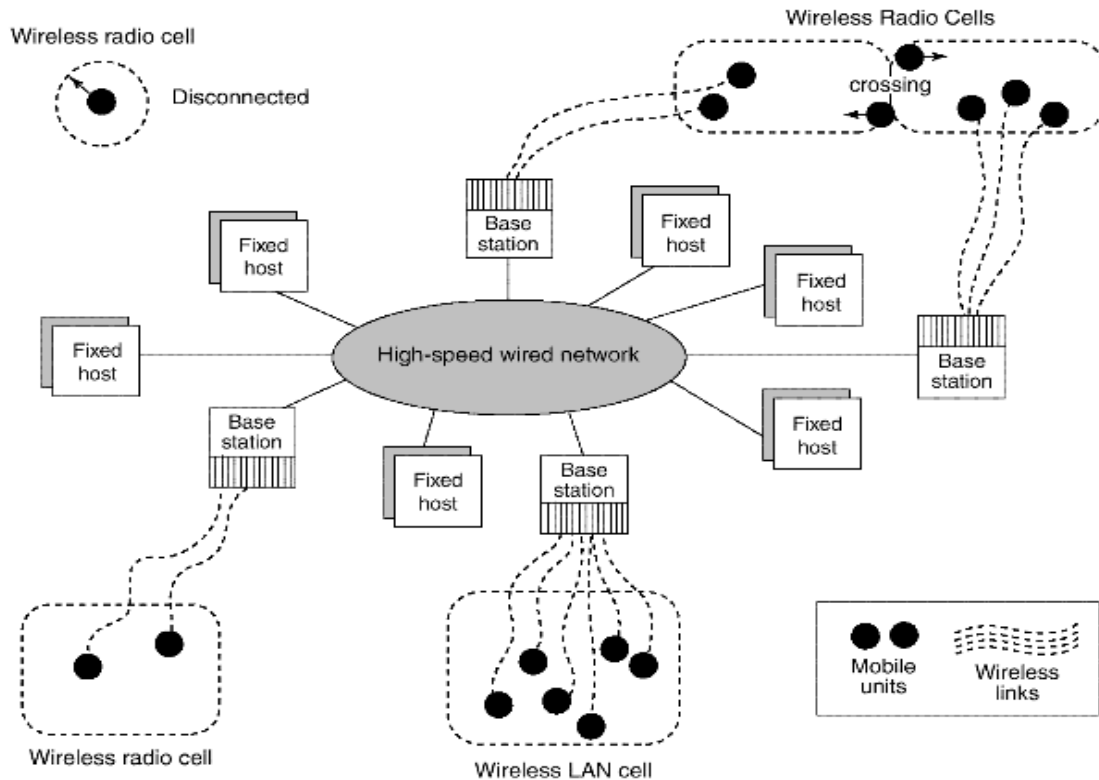 Wireless Radio Cells
Wireless radio cell
Disconnected
crossing
Base
station
Fixed
host
Fixed
host
Fixed
host
Fixed
host
High-speed wired network
Base
station
Base
station
Fixed
host
Fixed
host
Base
station
Mobile
units
Wireless
links
Wireless radio cell
Wireless LAN cell